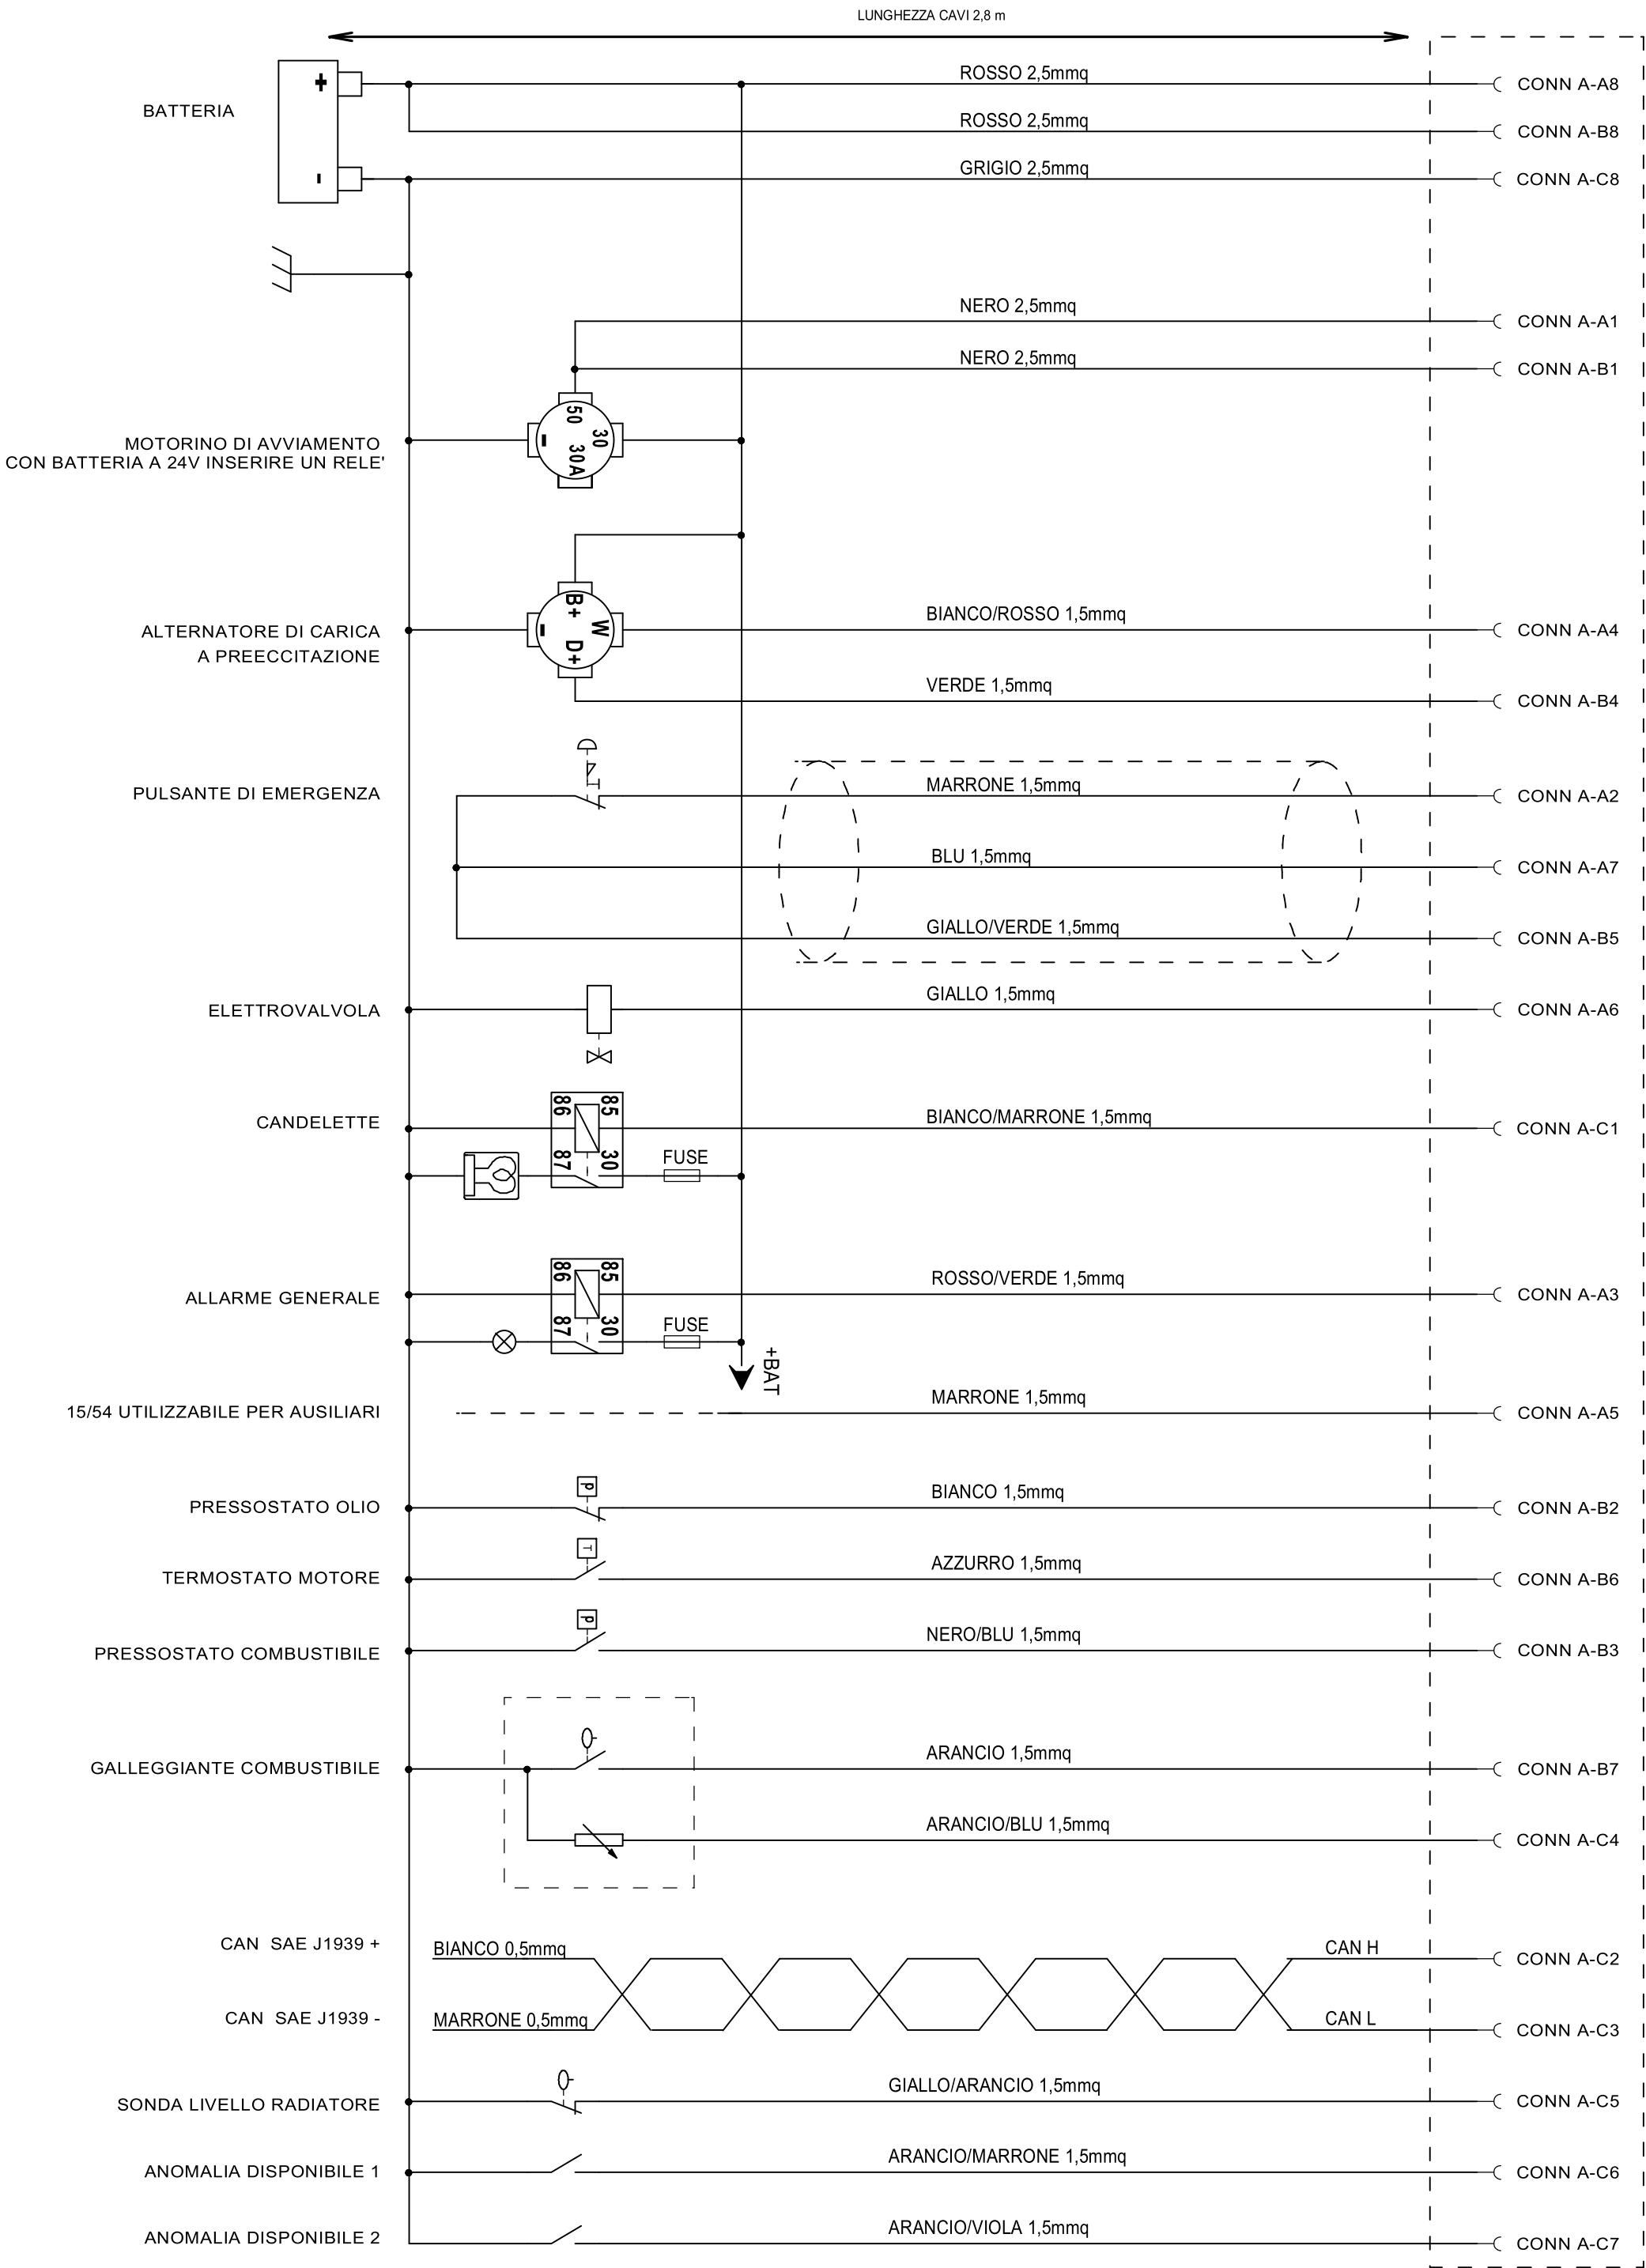 LUNGHEZZA CAVI 2,8 m
BATTERIA
+
-
ROSSO 2,5mmq
CONN A-A8
ROSSO 2,5mmq
CONN A-B8
GRIGIO 2,5mmq
CONN A-C8
NERO 2,5mmq
CONN A-A1
NERO 2,5mmq
CONN A-B1
MOTORINO DI AVVIAMENTO
CON BATTERIA A 24V INSERIRE UN RELE'
50
30
30A
-
ALTERNATORE DI CARICA
A PREECCITAZIONE
B+
W
D+
-
BIANCO/ROSSO 1,5mmq
CONN A-A4
VERDE 1,5mmq
CONN A-B4
PULSANTE DI EMERGENZA
MARRONE 1,5mmq
CONN A-A2
BLU 1,5mmq
CONN A-A7
GIALLO/VERDE 1,5mmq
CONN A-B5
ELETTROVALVOLA
GIALLO 1,5mmq
CONN A-A6
CANDELETTE
86
85
87
30
FUSE
BIANCO/MARRONE 1,5mmq
CONN A-C1
ALLARME GENERALE
86
85
87
30
FUSE
ROSSO/VERDE 1,5mmq
CONN A-A3
+BAT
15/54 UTILIZZABILE PER AUSILIARI
MARRONE 1,5mmq
CONN A-A5
PRESSOSTATO OLIO
P
BIANCO 1,5mmq
CONN A-B2
TERMOSTATO MOTORE
T
AZZURRO 1,5mmq
CONN A-B6
PRESSOSTATO COMBUSTIBILE
P
NERO/BLU 1,5mmq
CONN A-B3
GALLEGGIANTE COMBUSTIBILE
ARANCIO 1,5mmq
CONN A-B7
ARANCIO/BLU 1,5mmq
CONN A-C4
CAN SAE J1939 +
BIANCO 0,5mmq
CAN H
CONN A-C2
CAN SAE J1939 -
MARRONE 0,5mmq
CAN L
CONN A-C3
SONDA LIVELLO RADIATORE
GIALLO/ARANCIO 1,5mmq
CONN A-C5
ANOMALIA DISPONIBILE 1
ARANCIO/MARRONE 1,5mmq
CONN A-C6
ANOMALIA DISPONIBILE 2
ARANCIO/VIOLA 1,5mmq
CONN A-C7